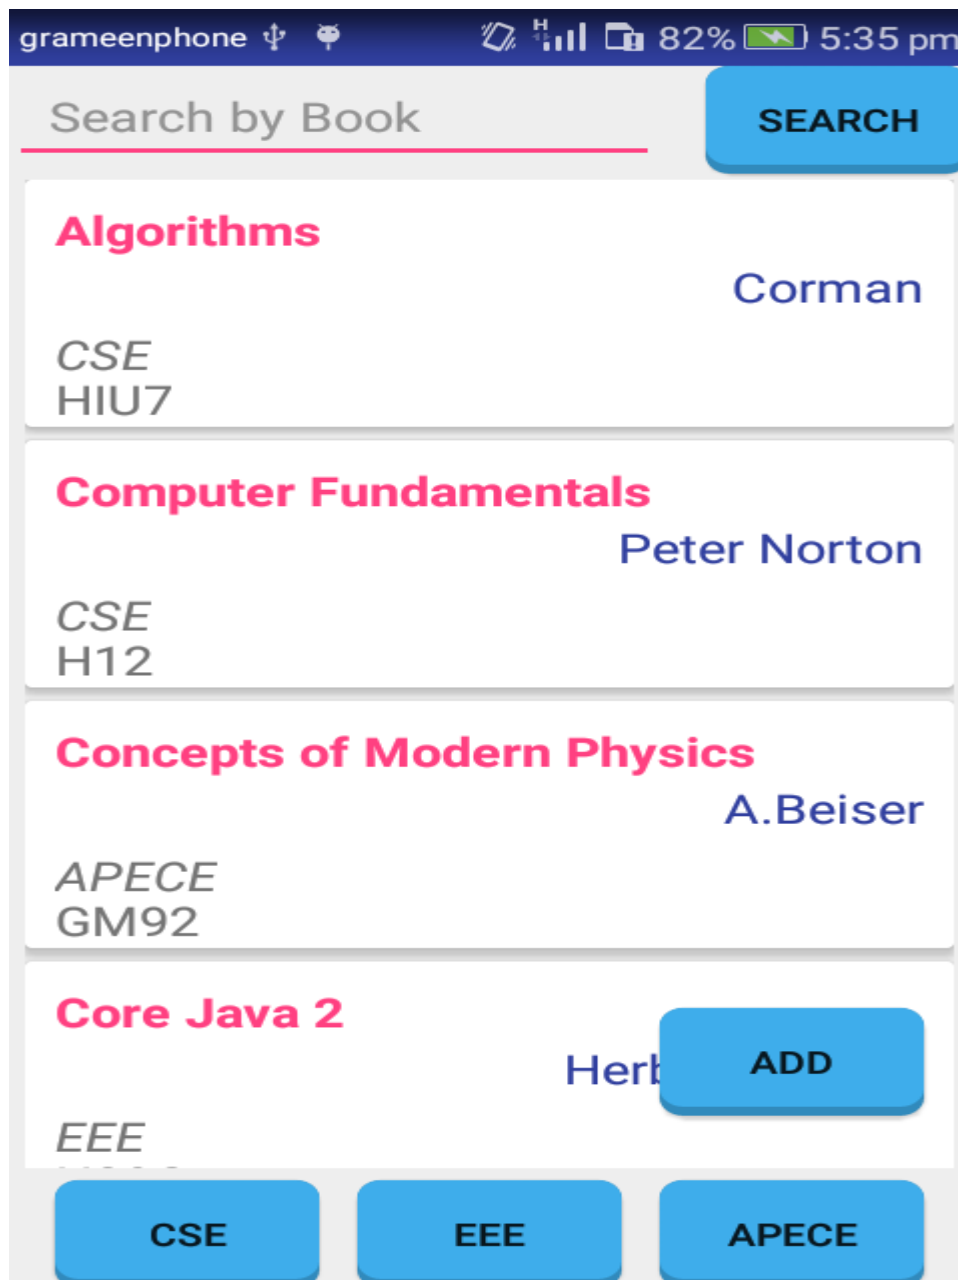 grameenphone 82% 5:35 pm
Search by Book SEARCH
Algorithms
Corman
CSE
HIU7
Computer Fundamentals
Peter Norton
CSE
H12
Concepts of Modern Physics
A.Beiser
APECE
GM92
Core Java 2
ADD
EEE
CSE EEE APECE